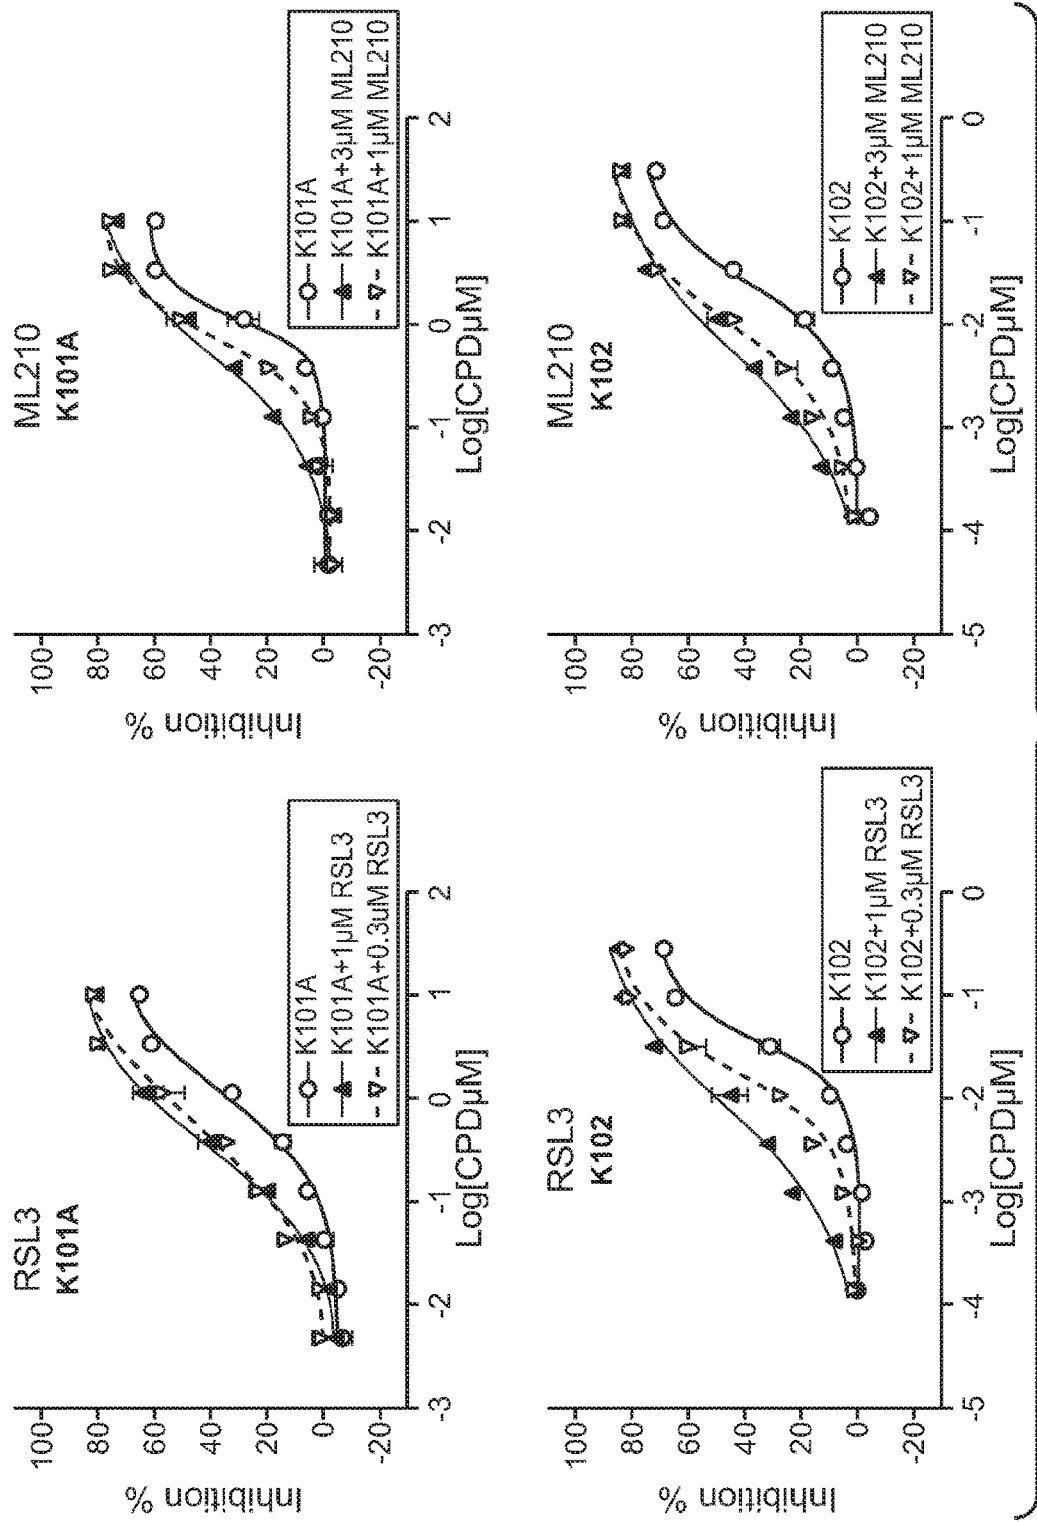 RSL3
K101A
Inhibition %
100
80
60
40
20
0
-20
-3
-2
-1
0
1
2
Log[CPDµM]
K101A
K101A+1µM RSL3
K101A+0.3uM RSL3
ML210
K101A
Inhibition %
100
80
60
40
20
0
-20
-3
-2
-1
0
1
2
Log[CPDµM]
K101A
K101A+3µM ML210
K101A+1µM ML210
RSL3
K102
Inhibition %
100
80
60
40
20
0
-20
-5
-4
-3
-2
-1
0
Log[CPDµM]
K102
K102+1µM RSL3
K102+0.3µM RSL3
ML210
K102
Inhibition %
100
80
60
40
20
0
-20
-5
-4
-3
-2
-1
0
Log[CPDµM]
K102
K102+3µM ML210
K102+1µM ML210